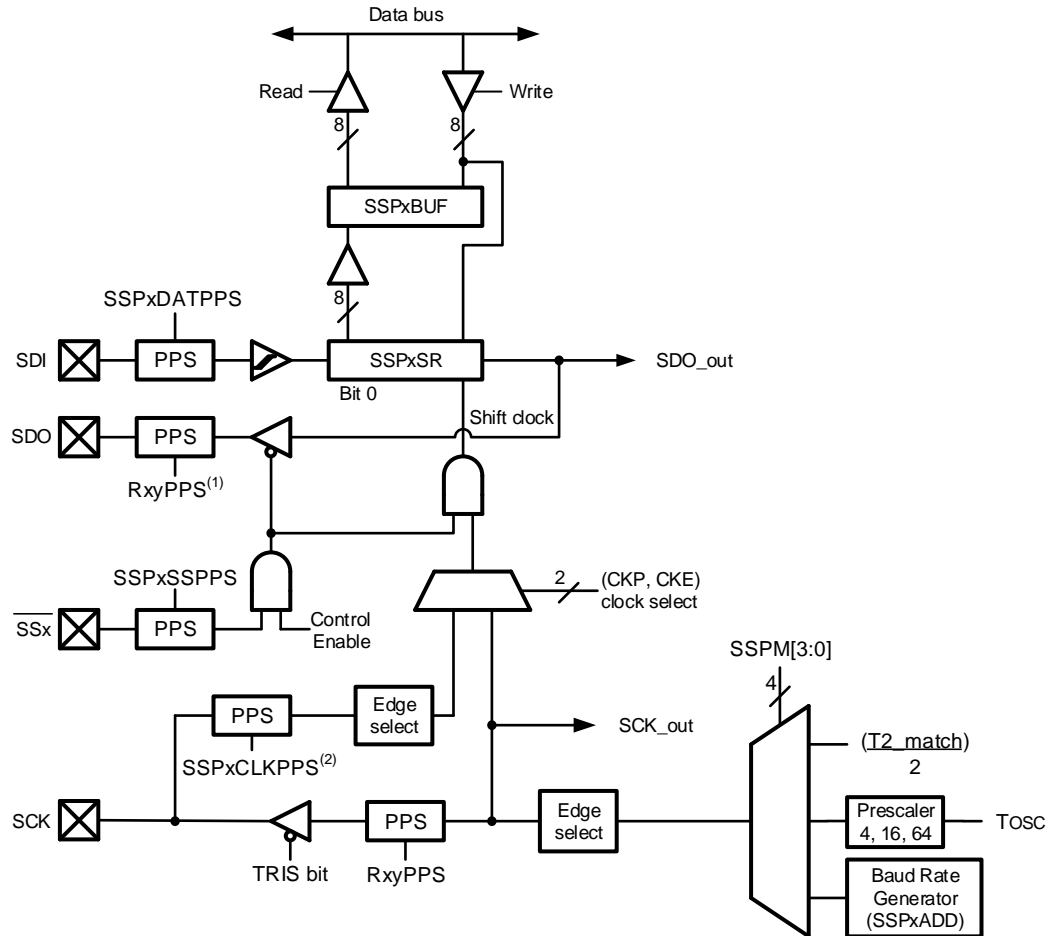 Data bus
Read
Write
8
8
SSPxBUF
8
SSPxDATPPS
SDI
PPS
SSPxSR
SDO_out
Bit 0
Shift clock
SDO
PPS
RxyPPS(1)
SSPxSSPPS
2
(CKP, CKE)
clock select
SSx
PPS
Control
Enable
SSPM[3:0]
4
PPS
Edge
select
SCK_out
(T2_match)
2
SSPxCLKPPS(2)
SCK
PPS
Edge
select
Prescaler
4, 16, 64
TOSC
TRIS bit
RxyPPS
Baud Rate
Generator
(SSPxADD)